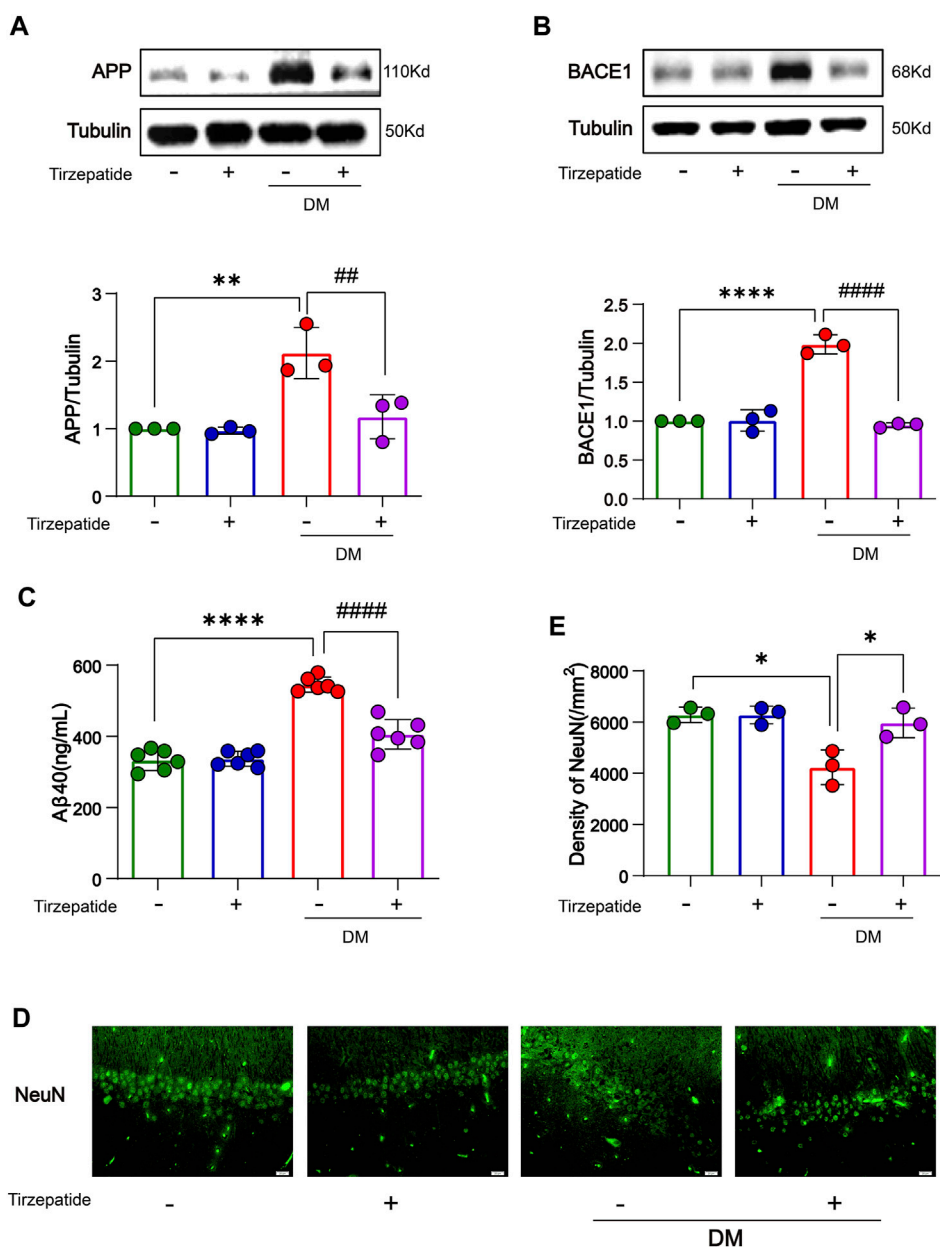 A
APP
110Kd
Tubulin
50Kd
Tirzepatide - + - +
DM
** ##
APP/Tubulin
3
2
1
0
Tirzepatide - + - +
DM
B
BACE1
68Kd
Tubulin
50Kd
Tirzepatide - + - +
DM
**** ####
BACE1/Tubulin
2.5
2.0
1.5
1.0
0.5
0.0
Tirzepatide - + - +
DM
C
**** ####
Aβ40(ng/mL)
600
400
200
0
Tirzepatide - + - +
DM
E
* *
Density of NeuN(/mm²)
8000
6000
4000
2000
0
Tirzepatide - + - +
DM
D
NeuN
Tirzepatide - + - +
DM